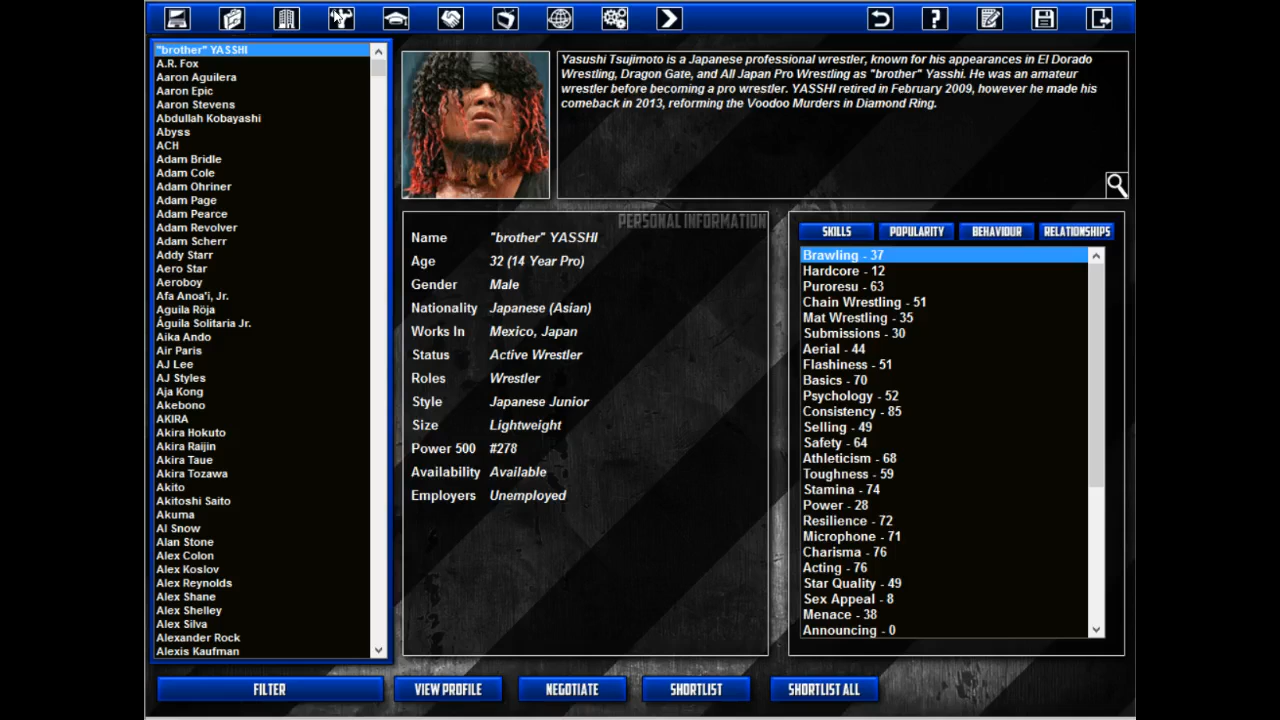 "brother" YASSHI
A.R. Fox
Aaron Aguilera
Aaron Epic
Aaron Stevens
Abdullah Kobayashi
Abyss
ACH
Adam Bridle
Adam Cole
Adam Ohriner
Adam Page
Adam Pearce
Adam Revolver
Adam Scherr
Addy Starr
Aero Star
Aeroboy
Afa Anoa'i, Jr.
Aguila Röja
Águila Solitaria Jr.
Aika Ando
Air Paris
AJ Lee
AJ Styles
Aja Kong
Akebono
AKIRA
Akira Hokuto
Akira Raijin
Akira Taue
Akira Tozawa
Akito
Akitoshi Saito
Akuma
Al Snow
Alan Stone
Alex Colon
Alex Koslov
Alex Reynolds
Alex Shane
Alex Shelley
Alex Silva
Alexander Rock
Alexis Kaufman
Yasushi Tsujimoto is a Japanese professional wrestler, known for his appearances in El Dorado
Wrestling, Dragon Gate, and All Japan Pro Wrestling as "brother" Yasshi. He was an amateur
wrestler before becoming a pro wrestler. YASSHI retired in February 2009, however he made his
comeback in 2013, reforming the Voodoo Murders in Diamond Ring.
PERSONAL INFORMATION
Name "brother" YASSHI
Age 32 (14 Year Pro)
Gender Male
Nationality Japanese (Asian)
Works In Mexico, Japan
Status Active Wrestler
Roles Wrestler
Style Japanese Junior
Size Lightweight
Power 500 #278
Availability Available
Employers Unemployed
SKILLS POPULARITY BEHAVIOUR RELATIONSHIPS
Brawling - 37
Hardcore - 12
Puroresu - 63
Chain Wrestling - 51
Mat Wrestling - 35
Submissions - 30
Aerial - 44
Flashiness - 51
Basics - 70
Psychology - 52
Consistency - 85
Selling - 49
Safety - 64
Athleticism - 68
Toughness - 59
Stamina - 74
Power - 28
Resilience - 72
Microphone - 71
Charisma - 76
Acting - 76
Star Quality - 49
Sex Appeal - 8
Menace - 38
Announcing - 0
FILTER VIEW PROFILE NEGOTIATE SHORTLIST SHORTLIST ALL